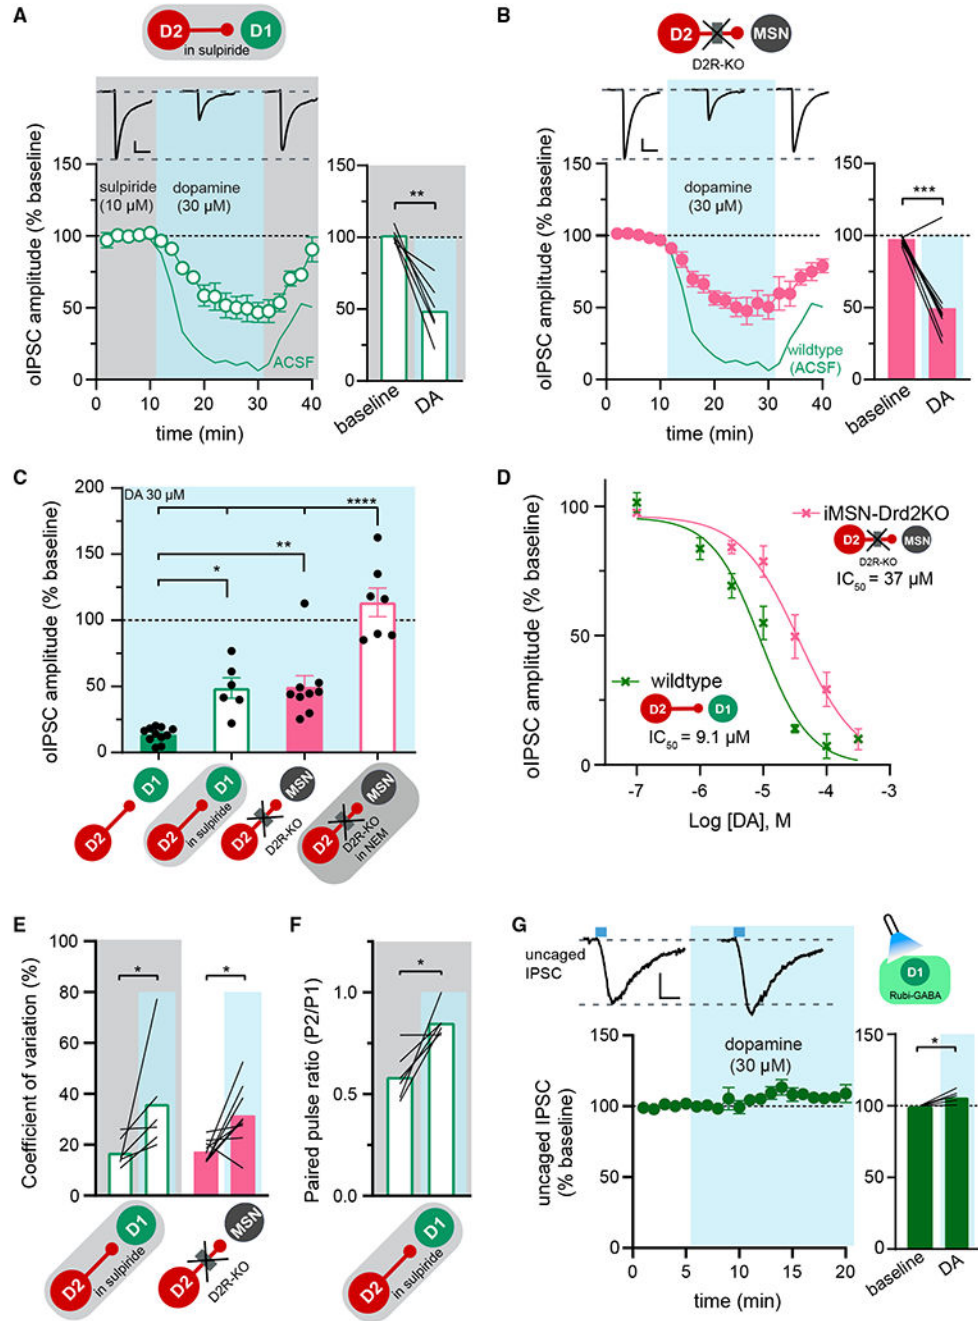 A
D2
D1
in sulpiride
oIPSC amplitude (% baseline)
150
100
50
0
sulpiride
(10 µM)
dopamine
(30 µM)
ACSF
0
10
20
30
40
time (min)
150
100
50
0
**
baseline
DA
B
D2
MSN
D2R-KO
oIPSC amplitude (% baseline)
150
100
50
0
dopamine
(30 µM)
wildtype
(ACSF)
0
10
20
30
40
time (min)
150
100
50
0
***
baseline
DA
C
oIPSC amplitude (% baseline)
200
150
100
50
0
DA 30 µM
****
**
*
D1
D2
D1
D2
in sulpiride
MSN
D2
D2R-KO
MSN
D2
D2R-KO
in NEM
D
oIPSC amplitude (% baseline)
100
50
0
iMSN-Drd2KO
D2
MSN
D2R-KO
IC50 = 37 µM
wildtype
D2
D1
IC50 = 9.1 µM
-7
-6
-5
-4
-3
Log [DA], M
E
Coefficient of variation (%)
100
80
60
40
20
0
*
*
D1
D2
in sulpiride
MSN
D2
D2R-KO
F
Paired pulse ratio (P2/P1)
1.0
0.5
0.0
*
D1
D2
in sulpiride
G
uncaged
IPSC
D1
Rubi-GABA
uncaged IPSC
(% baseline)
150
100
50
0
dopamine
(30 µM)
0
5
10
15
20
time (min)
150
100
50
0
*
baseline
DA